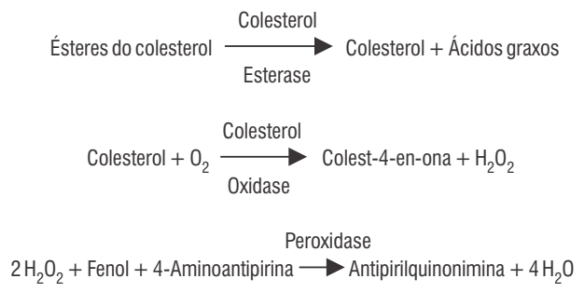 Colesterol
Ésteres do colesterol → Colesterol + Ácidos graxos
Esterase
Colesterol
Colesterol + O₂ → Colest-4-en-ona + H₂O₂
Oxidase
Peroxidase
2 H₂O₂ + Fenol + 4-Aminoantipirina → Antipirilquinonimina + 4 H₂O